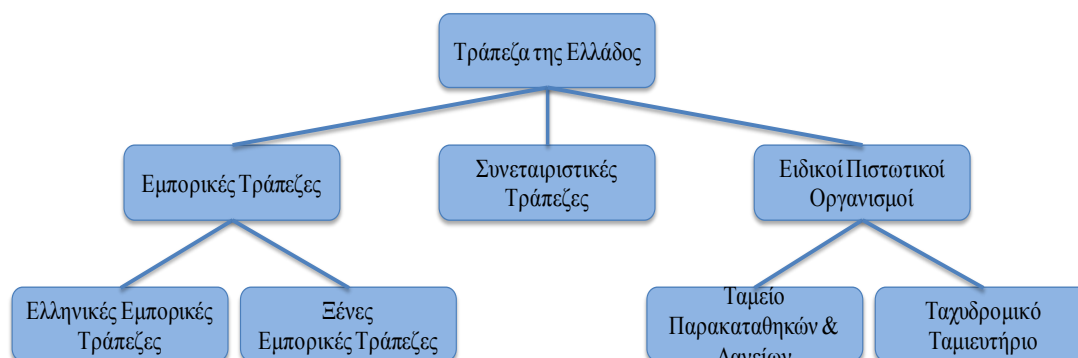 Τράπεζα της Ελλάδος
Εμπορικές Τράπεζες
Συνεταιριστικές
Τράπεζες
Ειδικοί Πιστωτικοί
Οργανισμοί
Ελληνικές Εμπορικές
Τράπεζες
Ξένες
Εμπορικές Τράπεζες
Ταμείο
Παρακαταθηκών &
Δανείων
Ταχυδρομικό
Ταμιευτήριο